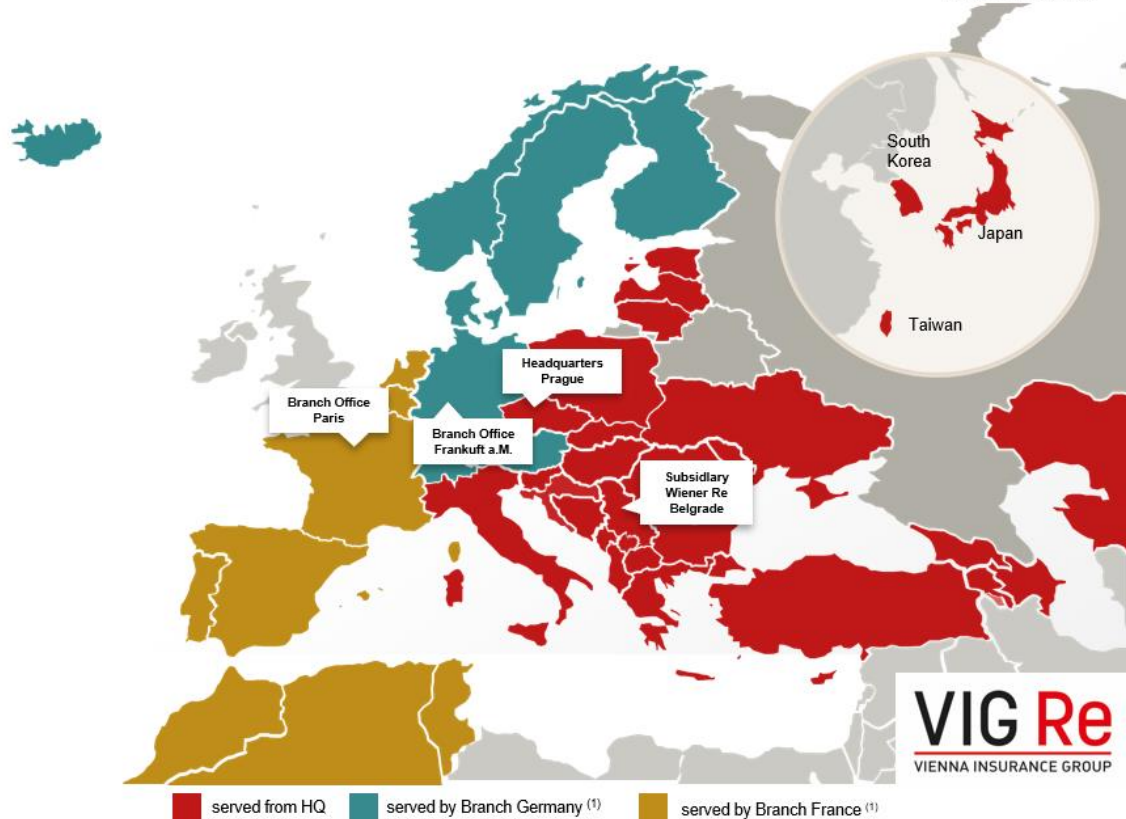 South
Korea
Japan
Taiwan
Headquarters
Prague
Branch Office
Paris
Branch Office
Frankuft a.M.
Subsidlary
Wiener Re
Belgrade
VIG Re
VIENNA INSURANCE GROUP
served from HQ
served by Branch Germany (1)
served by Branch France (1)